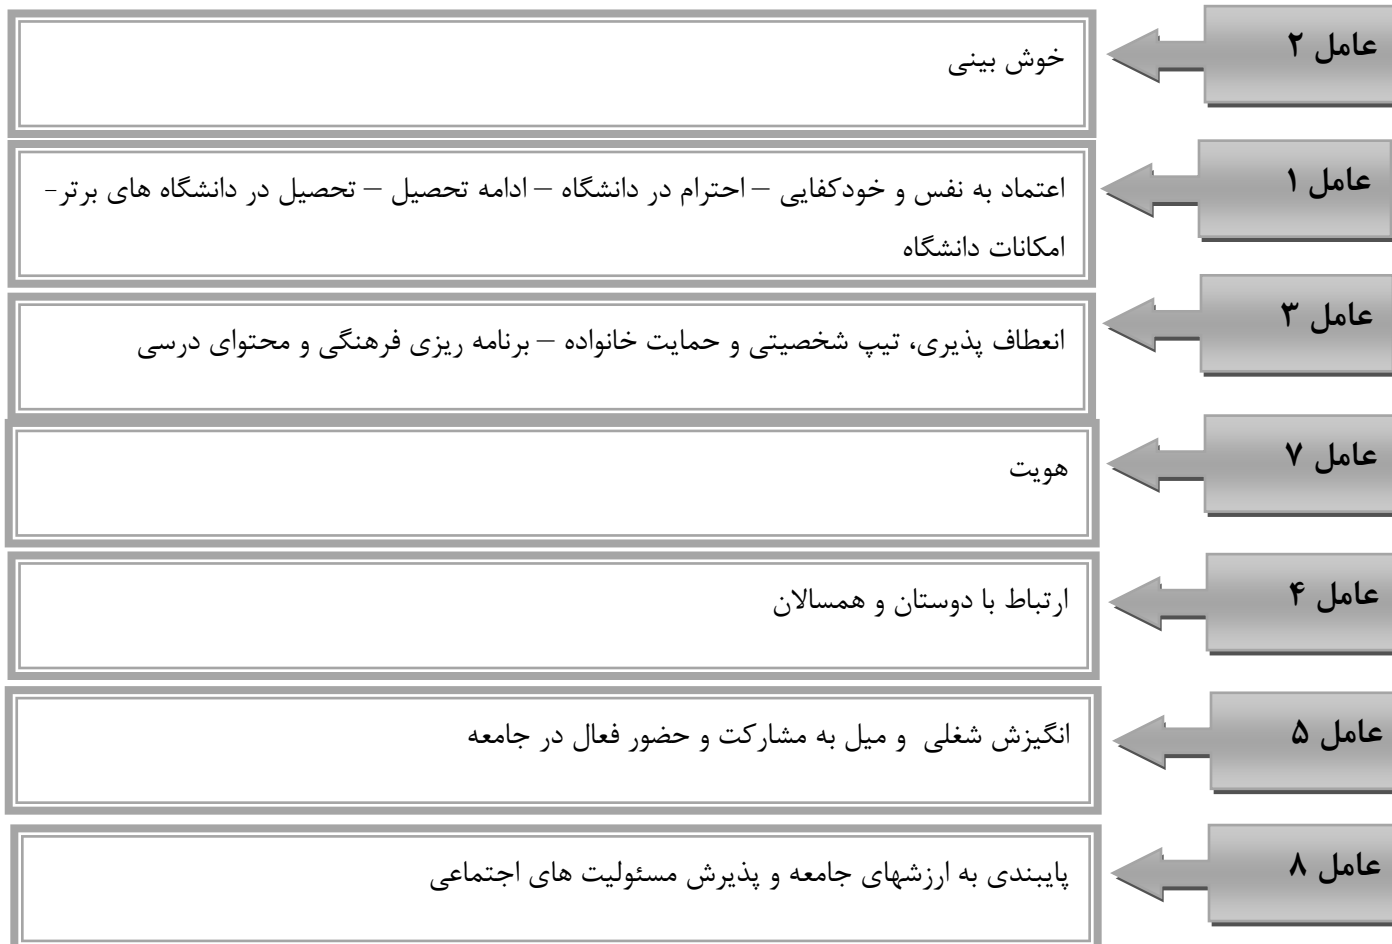 عامل ۲
خوش بینی
عامل ۱
اعتماد به نفس و خودکفایی – احترام در دانشگاه – ادامه تحصیل – تحصیل در دانشگاه های برتر-
امکانات دانشگاه
عامل ۳
انعطاف پذیری، تیپ شخصیتی و حمایت خانواده – برنامه ریزی فرهنگی و محتوای درسی
عامل ۷
هویت
عامل ۴
ارتباط با دوستان و همسالان
عامل ۵
انگیزش شغلی و میل به مشارکت و حضور فعال در جامعه
عامل ۸
پایبندی به ارزشهای جامعه و پذیرش مسئولیت های اجتماعی